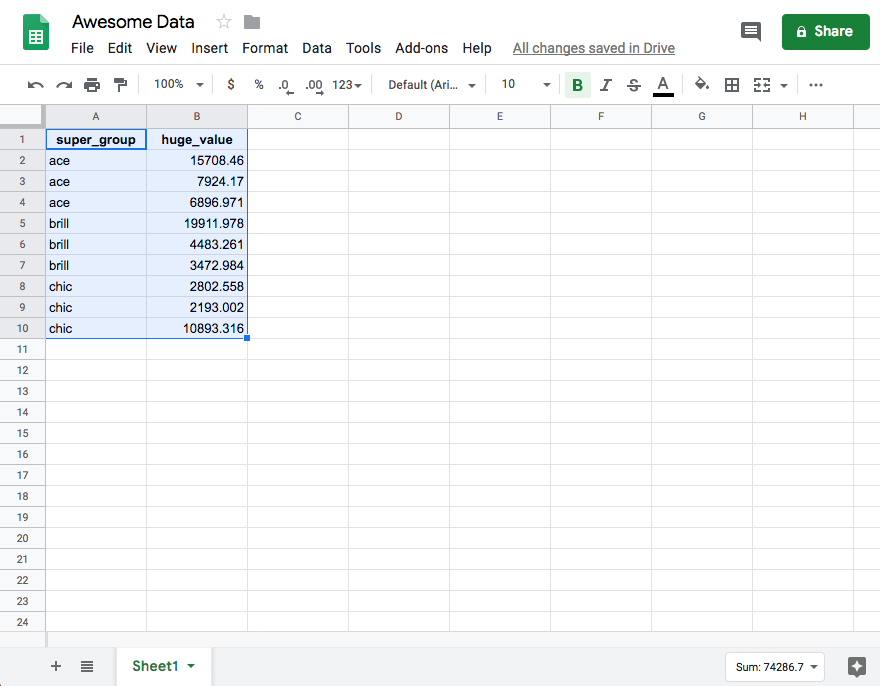 Awesome Data
File Edit View Insert Format Data Tools Add-ons Help All changes saved in Drive
Share
100% $ % .0 .00 123 Default (Ari... 10 B I S A
A B C D E F G H
1 super_group huge_value
2 ace 15708.46
3 ace 7924.17
4 ace 6896.971
5 brill 19911.978
6 brill 4483.261
7 brill 3472.984
8 chic 2802.558
9 chic 2193.002
10 chic 10893.316
11
12
13
14
15
16
17
18
19
20
21
22
23
24
Sheet1 Sum: 74286.7